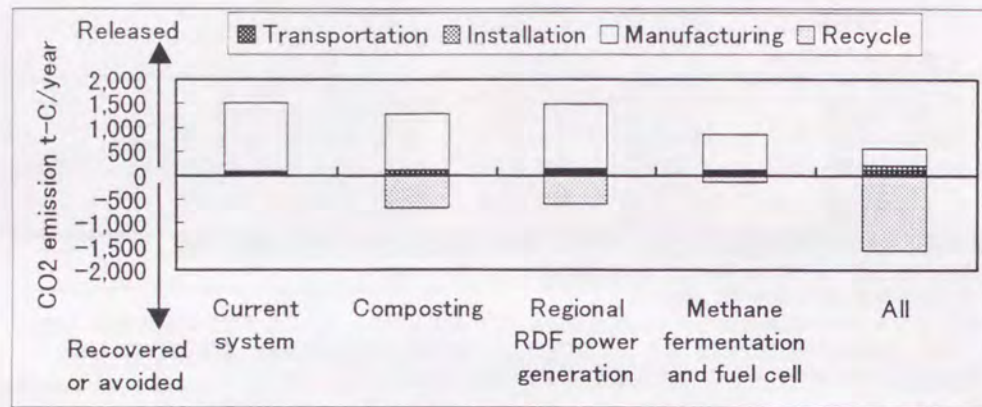 Released
Transportation Installation Manufacturing Recycle
CO2 emission t-C/year
2,000
1,500
1,000
500
0
-500
-1,000
-1,500
-2,000
Current system
Composting
Regional RDF power generation
Methane fermentation and fuel cell
All
Recovered
or avoided